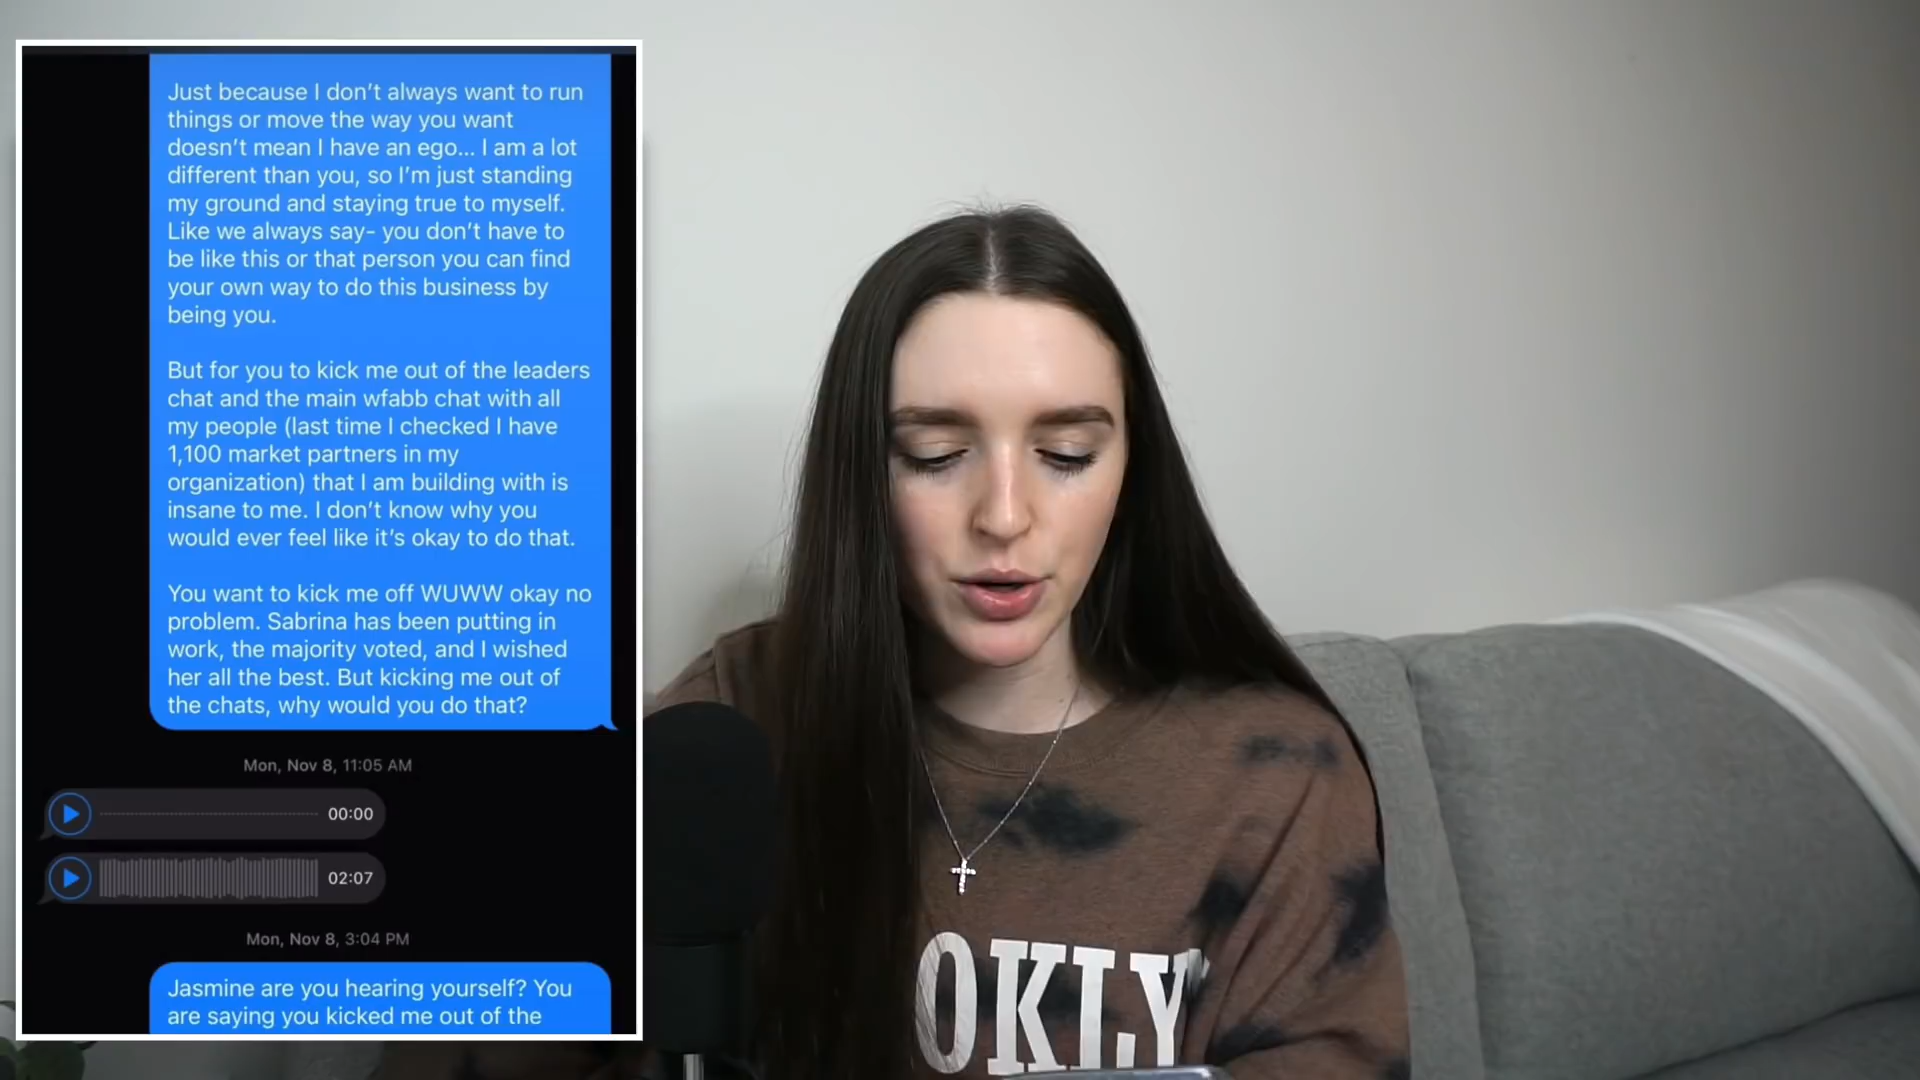 Just because I don’t always want to run
things or move the way you want
doesn’t mean I have an ego... I am a lot
different than you, so I’m just standing
my ground and staying true to myself.
Like we always say- you don’t have to
be like this or that person you can find
your own way to do this business by
being you.
But for you to kick me out of the leaders
chat and the main wfabb chat with all
my people (last time I checked I have
1,100 market partners in my
organization) that I am building with is
insane to me. I don’t know why you
would ever feel like it’s okay to do that.
You want to kick me off WUWW okay no
problem. Sabrina has been putting in
work, the majority voted, and I wished
her all the best. But kicking me out of
the chats, why would you do that?
Mon, Nov 8, 11:05 AM
00:00
02:07
Mon, Nov 8, 3:04 PM
Jasmine are you hearing yourself? You
are saying you kicked me out of the
OKLY